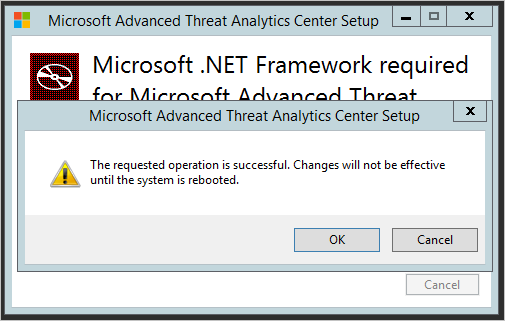 Microsoft Advanced Threat Analytics Center Setup
Microsoft .NET Framework required
for Microsoft Advanced Threat
Microsoft Advanced Threat Analytics Center Setup
The requested operation is successful. Changes will not be effective
until the system is rebooted.
OK Cancel
Cancel